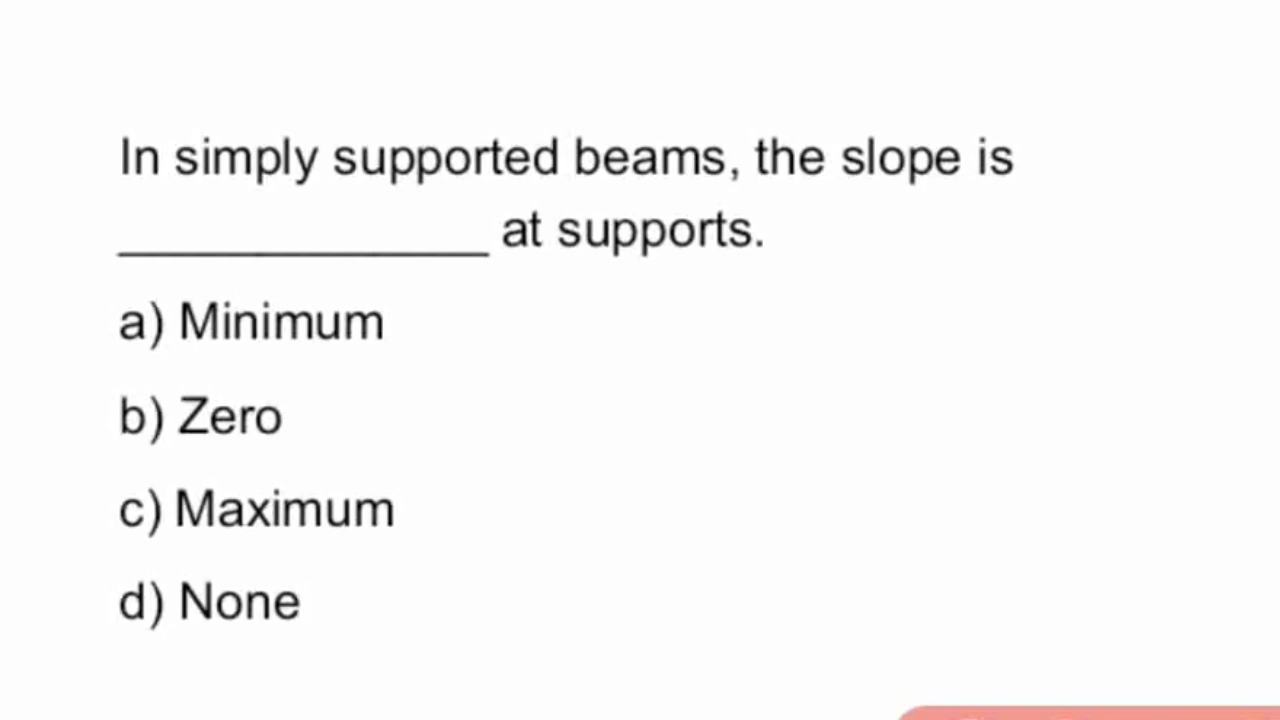 In simply supported beams, the slope is
______________ at supports.
a) Minimum
b) Zero
c) Maximum
d) None